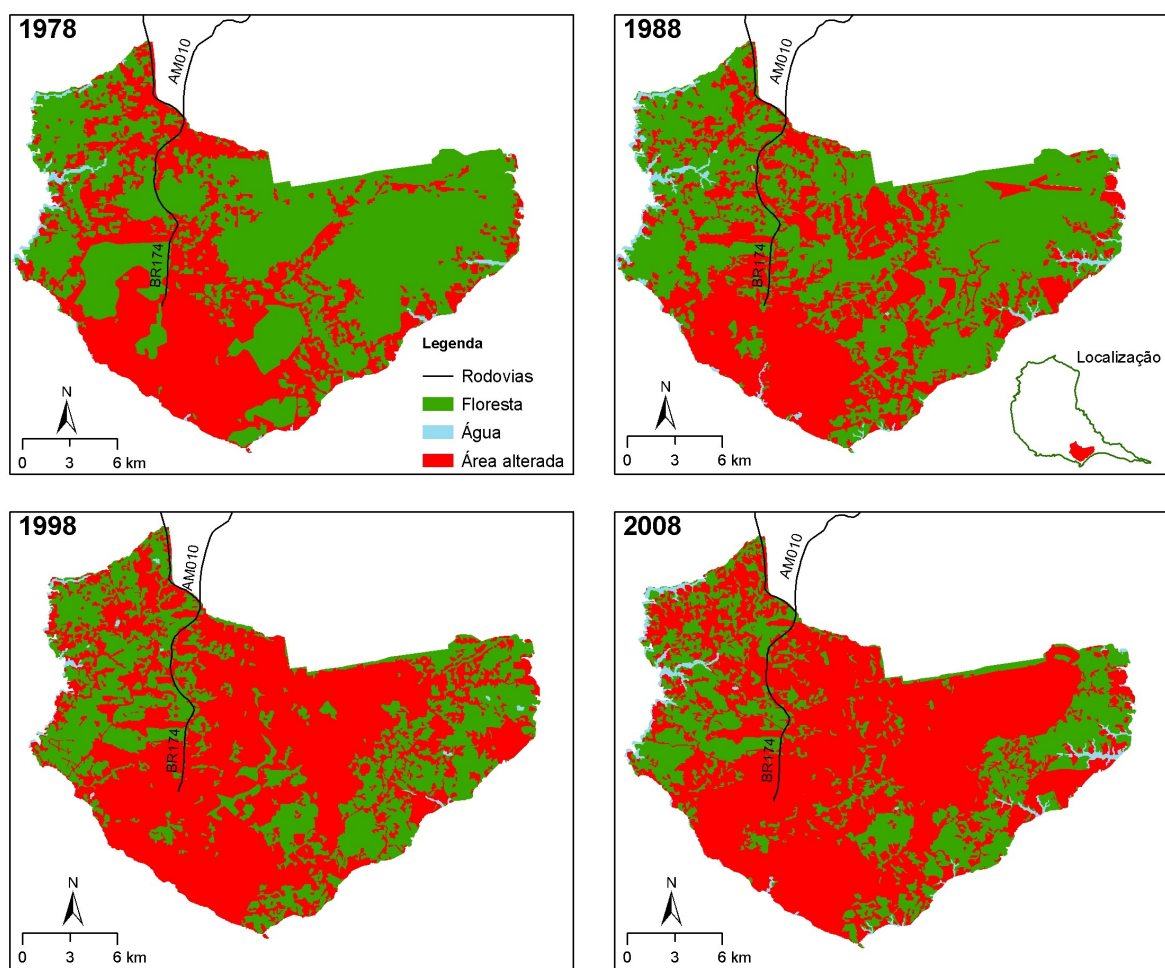 1978
AM010
BR174
Legenda
Rodovias
Floresta
Água
Área alterada
N
0 3 6 km
1988
AM010
BR174
Localização
N
0 3 6 km
1998
AM010
BR174
N
0 3 6 km
2008
AM010
BR174
N
0 3 6 km